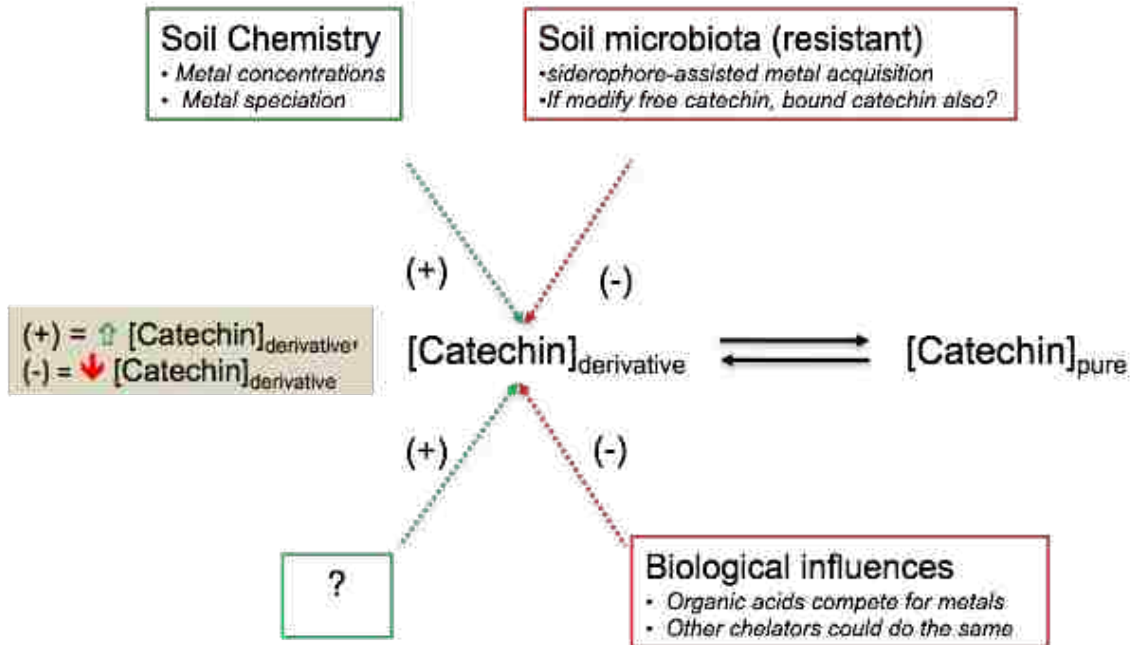 Soil Chemistry
• Metal concentrations
• Metal speciation
Soil microbiota (resistant)
•siderophore-assisted metal acquisition
•If modify free catechin, bound catechin also?
(+)
(-)
(+) = ⇧ [Catechin]derivative,
(-) = 🡇 [Catechin]derivative
[Catechin]derivative
[Catechin]pure
(+)
(-)
?
Biological influences
• Organic acids compete for metals
• Other chelators could do the same